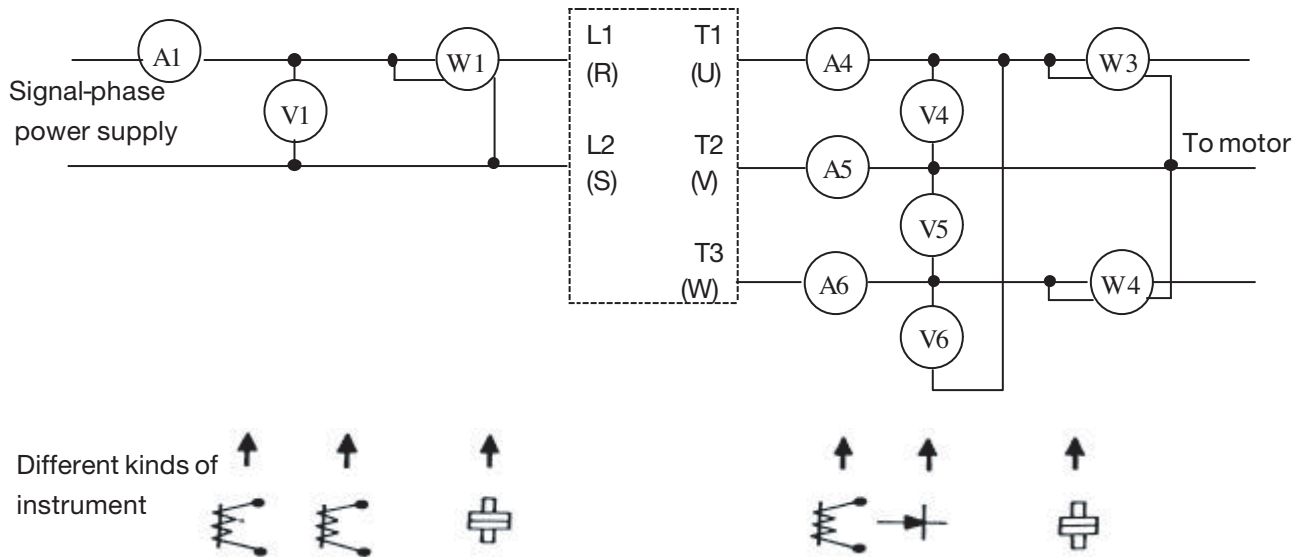 A1
V1
W1
Signal-phase
power supply
L1
(R)
L2
(S)
T1
(U)
T2
(V)
T3
(W)
A4
A5
A6
V4
V5
V6
W3
W4
To motor
Different kinds of
instrument